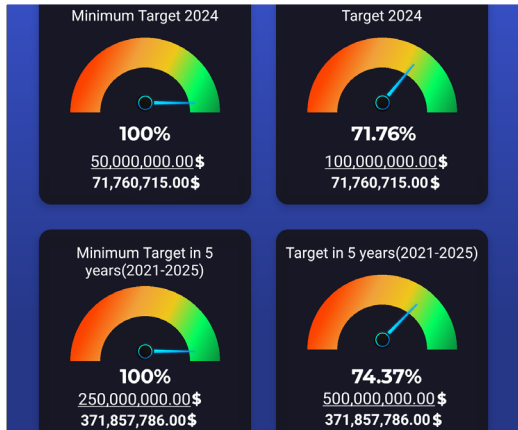 Minimum Target 2024
100%
50,000,000.00$
71,760,715.00$
Target 2024
71.76%
100,000,000.00$
71,760,715.00$
Minimum Target in 5
years(2021-2025)
100%
250,000,000.00$
371,857,786.00$
Target in 5 years(2021-2025)
74.37%
500,000,000.00$
371,857,786.00$